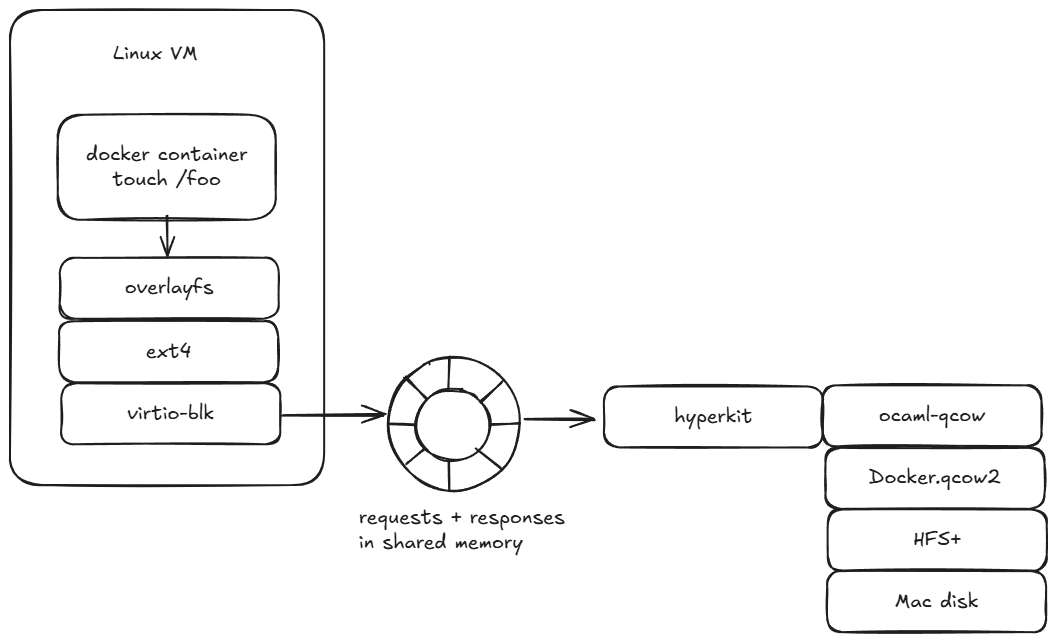 Linux VM
docker container
touch /foo
overlayfs
ext4
virtio-blk
requests + responses
in shared memory
hyperkit
ocaml-qcow
Docker.qcow2
HFS+
Mac disk